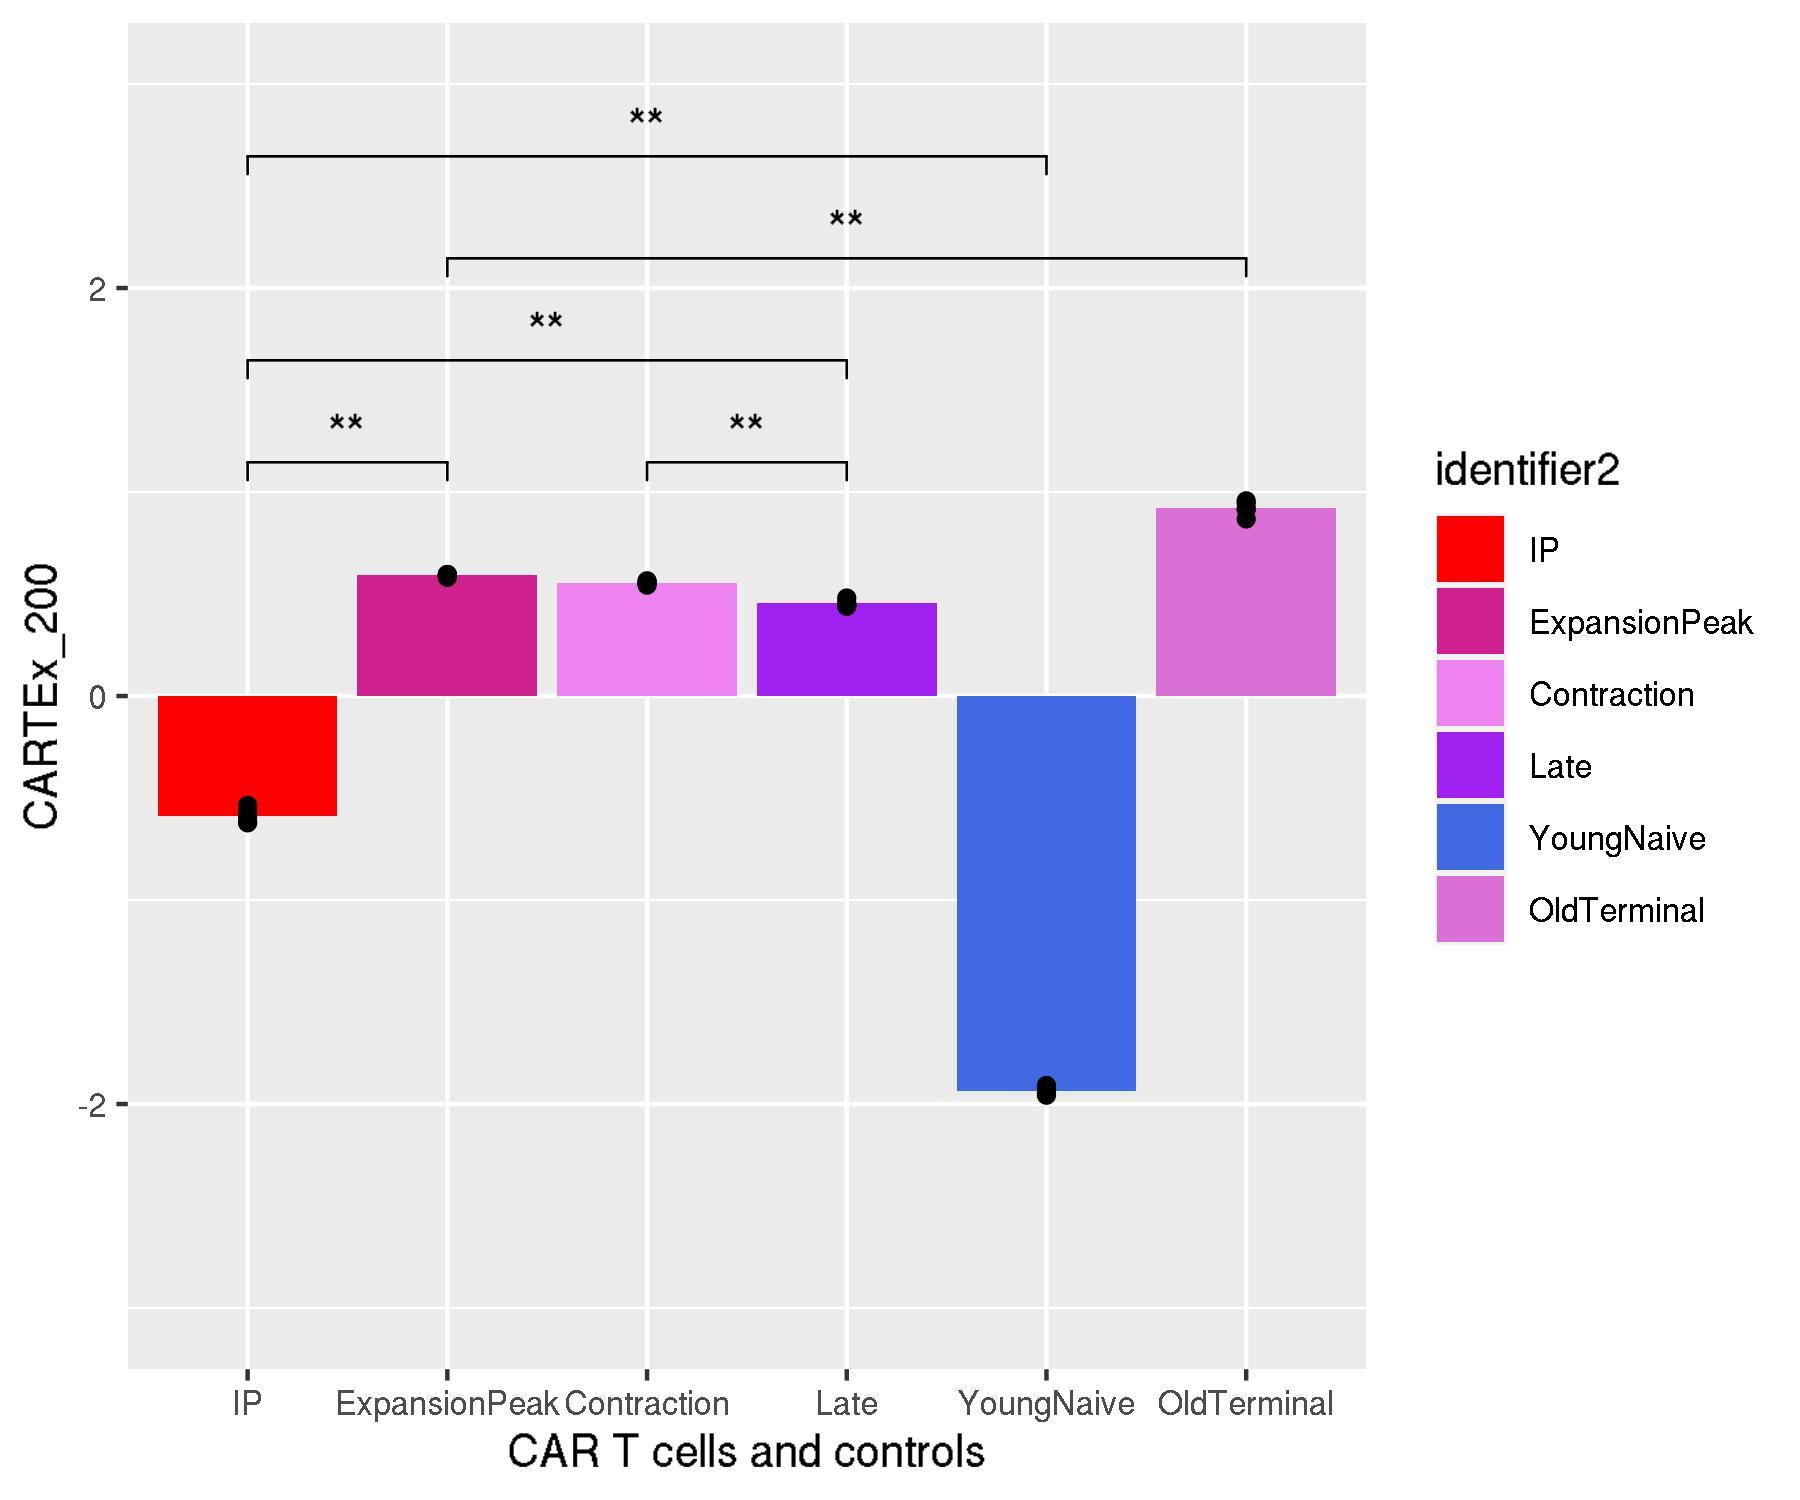 **
**
**
** **
2
0
-2
CARTEx_200
IP ExpansionPeak Contraction Late YoungNaive OldTerminal
CAR T cells and controls
identifier2
IP
ExpansionPeak
Contraction
Late
YoungNaive
OldTerminal